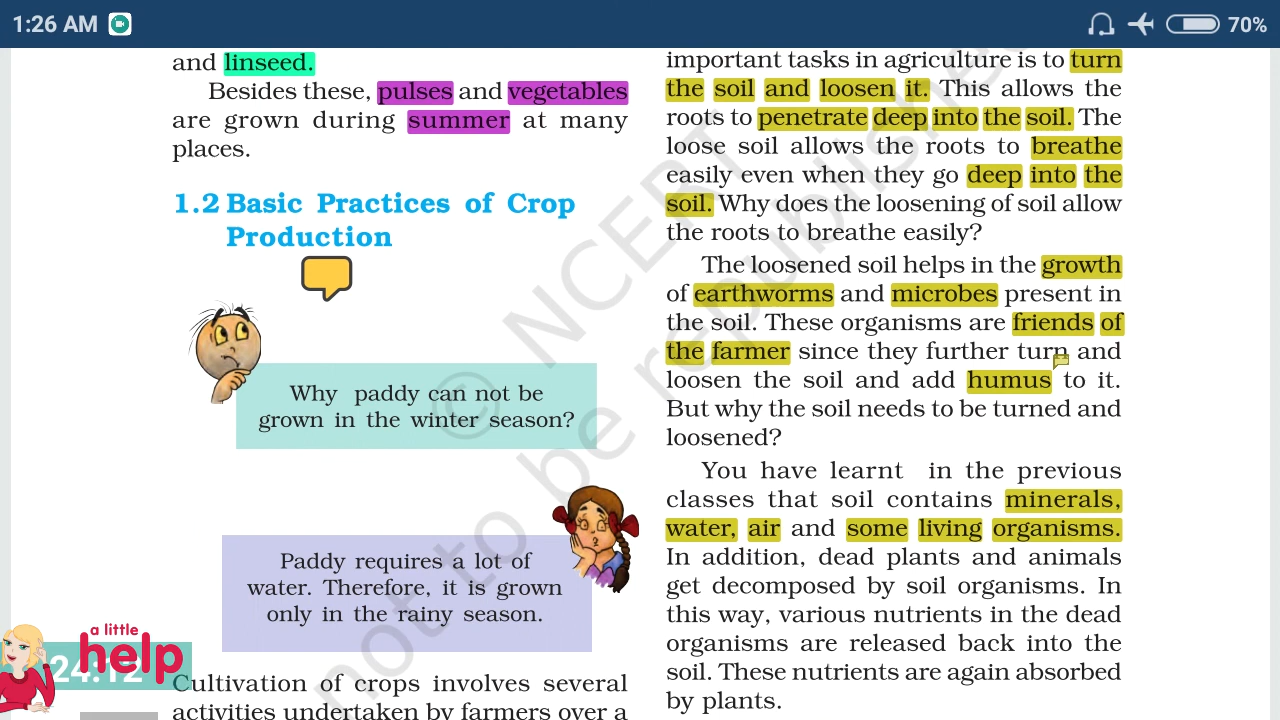 1:26 AM
70%
and linseed.
Besides these, pulses and vegetables
are grown during summer at many
places.
1.2 Basic Practices of Crop
Production
Why paddy can not be
grown in the winter season?
Paddy requires a lot of
water. Therefore, it is grown
only in the rainy season.
Cultivation of crops involves several
activities undertaken by farmers over a
important tasks in agriculture is to turn
the soil and loosen it. This allows the
roots to penetrate deep into the soil. The
loose soil allows the roots to breathe
easily even when they go deep into the
soil. Why does the loosening of soil allow
the roots to breathe easily?
The loosened soil helps in the growth
of earthworms and microbes present in
the soil. These organisms are friends of
the farmer since they further turn and
loosen the soil and add humus to it.
But why the soil needs to be turned and
loosened?
You have learnt in the previous
classes that soil contains minerals,
water, air and some living organisms.
In addition, dead plants and animals
get decomposed by soil organisms. In
this way, various nutrients in the dead
organisms are released back into the
soil. These nutrients are again absorbed
by plants.
© NCERT
not to be republished
a little
help
24:12